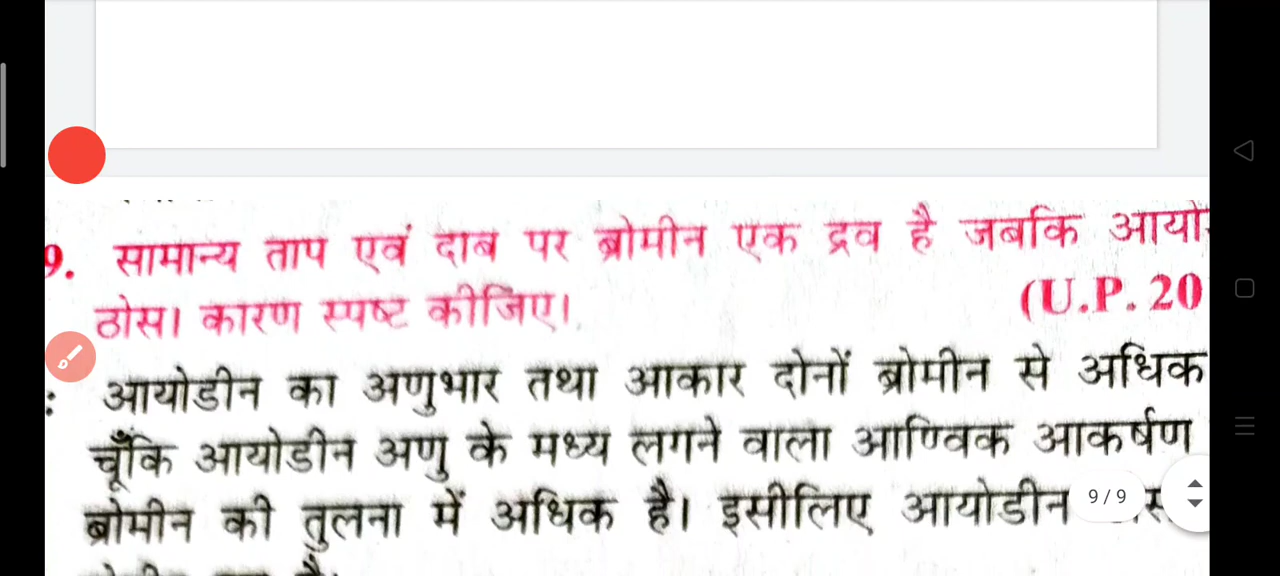 9. सामान्य ताप एवं दाब पर ब्रोमीन एक द्रव है जबकि
ठोस। कारण स्पष्ट कीजिए। (U.P. 20
: आयोडीन का अणुभार तथा आकार दोनों ब्रोमीन से अधिक
चूँकि आयोडीन अणु के मध्य लगने वाला आण्विक आकर्षण
ब्रोमीन की तुलना में अधिक है। इसीलिए आयोडीन
9/9